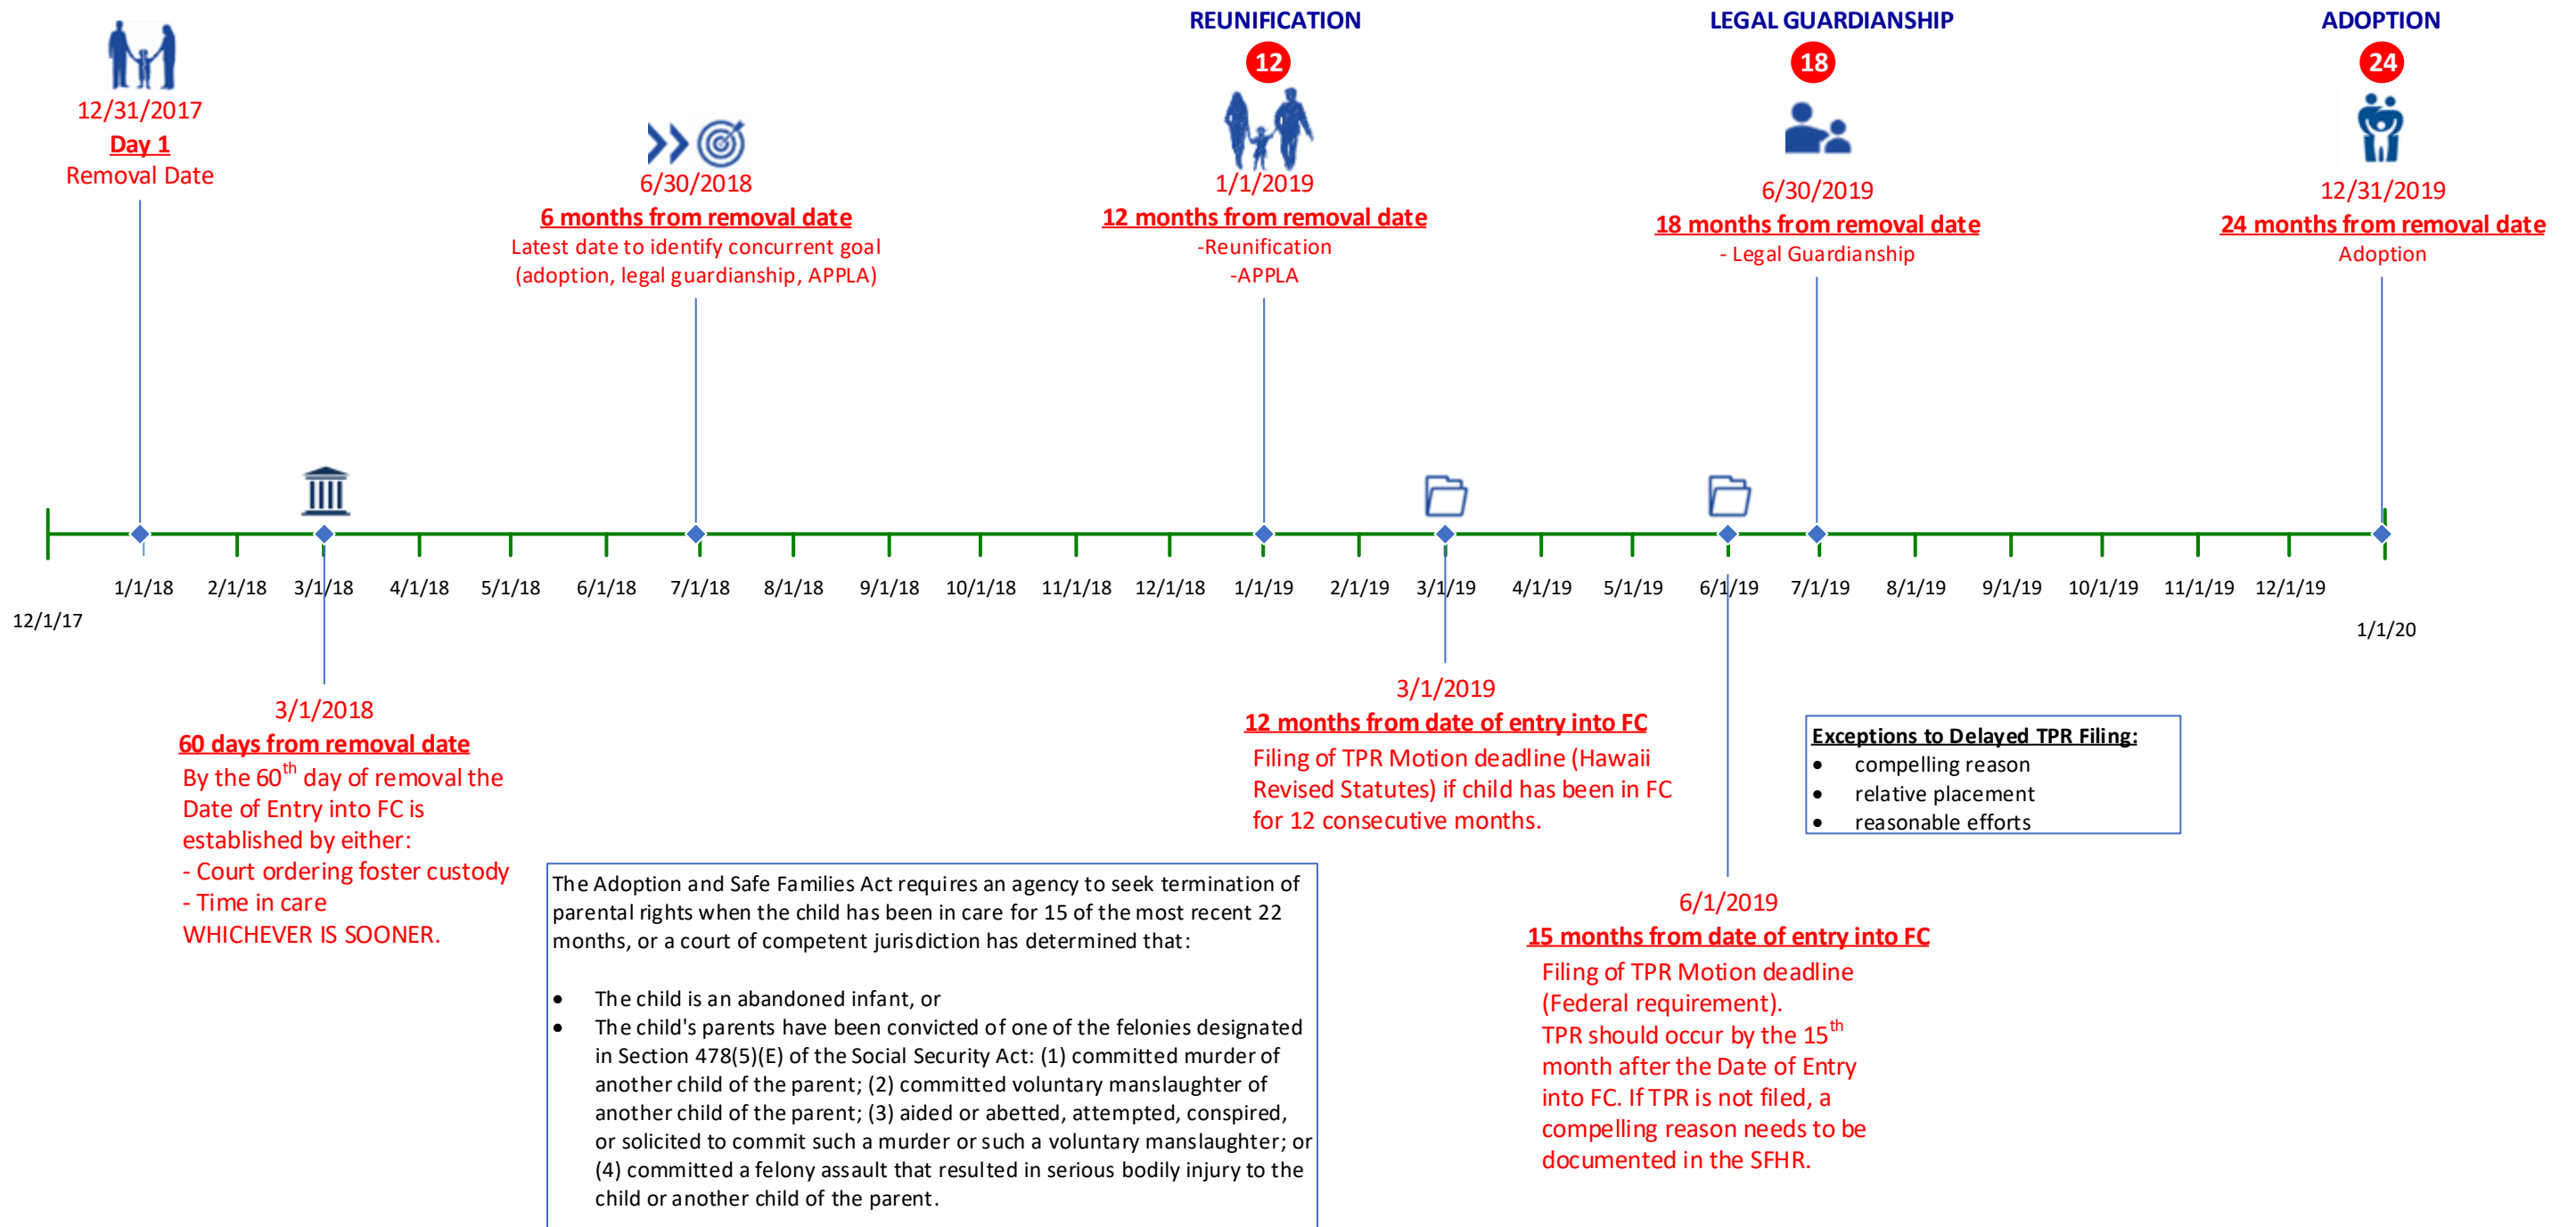 REUNIFICATION
12
LEGAL GUARDIANSHIP
18
ADOPTION
24
12/31/2017
Day 1
Removal Date
6/30/2018
6 months from removal date
Latest date to identify concurrent goal
(adoption, legal guardianship, APPLA)
1/1/2019
12 months from removal date
-Reunification
-APPLA
6/30/2019
18 months from removal date
- Legal Guardianship
12/31/2019
24 months from removal date
Adoption
12/1/17
1/1/18
2/1/18
3/1/18
4/1/18
5/1/18
6/1/18
7/1/18
8/1/18
9/1/18
10/1/18
11/1/18
12/1/18
1/1/19
2/1/19
3/1/19
4/1/19
5/1/19
6/1/19
7/1/19
8/1/19
9/1/19
10/1/19
11/1/19
12/1/19
1/1/20
3/1/2018
60 days from removal date
By the 60th day of removal the
Date of Entry into FC is
established by either:
- Court ordering foster custody
- Time in care
WHICHEVER IS SOONER.
The Adoption and Safe Families Act requires an agency to seek termination of
parental rights when the child has been in care for 15 of the most recent 22
months, or a court of competent jurisdiction has determined that:
• The child is an abandoned infant, or
• The child's parents have been convicted of one of the felonies designated
in Section 478(5)(E) of the Social Security Act: (1) committed murder of
another child of the parent; (2) committed voluntary manslaughter of
another child of the parent; (3) aided or abetted, attempted, conspired,
or solicited to commit such a murder or such a voluntary manslaughter; or
(4) committed a felony assault that resulted in serious bodily injury to the
child or another child of the parent.
3/1/2019
12 months from date of entry into FC
Filing of TPR Motion deadline (Hawaii
Revised Statutes) if child has been in FC
for 12 consecutive months.
6/1/2019
15 months from date of entry into FC
Filing of TPR Motion deadline
(Federal requirement).
TPR should occur by the 15th
month after the Date of Entry
into FC. If TPR is not filed, a
compelling reason needs to be
documented in the SFHR.
Exceptions to Delayed TPR Filing:
• compelling reason
• relative placement
• reasonable efforts